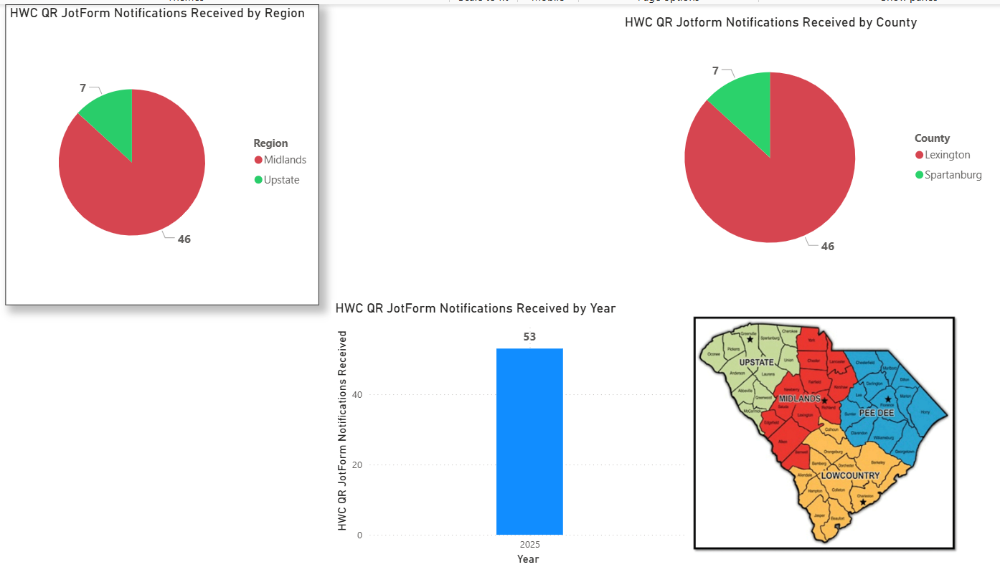 HWC QR JotForm Notifications Received by Region
7
46
Region
Midlands
Upstate
HWC QR Jotform Notifications Received by County
7
46
County
Lexington
Spartanburg
HWC QR JotForm Notifications Received by Year
HWC QR JotForm Notifications Received
53
40
20
0
2025
Year
Greenville
Spartanburg
Cherokee
York
Pickens
Oconee
UPSTATE
Union
Chester
Lancaster
Chesterfield
Marlboro
Anderson
Laurens
Fairfield
Kershaw
Darlington
Dillon
Abbeville
Greenwood
Newberry
MIDLANDS
Lee
Marion
Florence
McCormick
Saluda
Richland
Lexington
Sumter
PEE DEE
Horry
Edgefield
Calhoun
Clarendon
Williamsburg
Aiken
Barnwell
Orangeburg
Georgetown
Bamberg
Dorchester
Berkeley
Allendale
LOWCOUNTRY
Hampton
Colleton
Charleston
Jasper
Beaufort